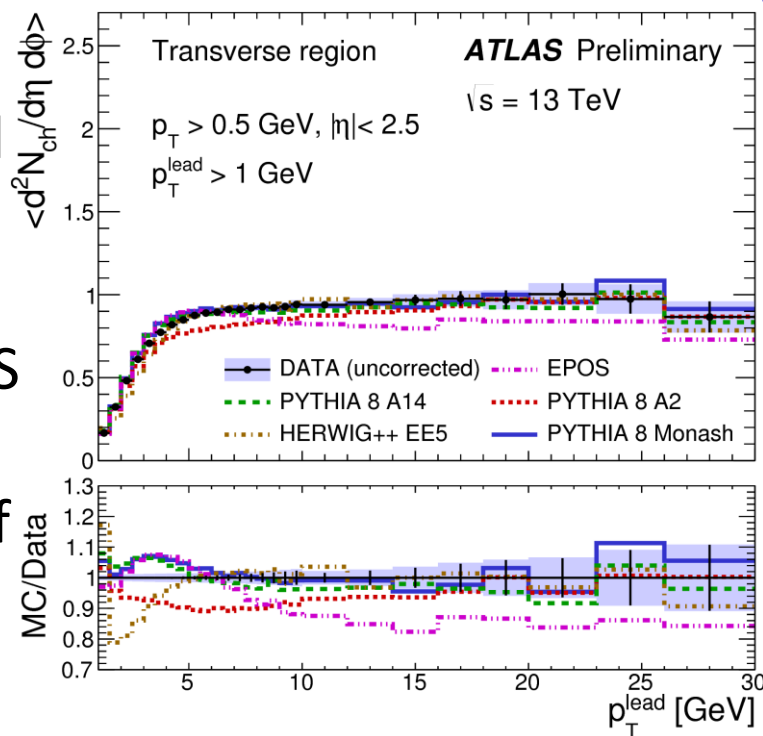 Transverse region ATLAS Preliminary
√s = 13 TeV
p_T > 0.5 GeV, |η|< 2.5
p_T^lead > 1 GeV
<d²N_ch/dη dϕ>
2.5
2
1.5
1
0.5
0
DATA (uncorrected) EPOS
PYTHIA 8 A14 PYTHIA 8 A2
HERWIG++ EE5 PYTHIA 8 Monash
MC/Data
1.3
1.2
1.1
1
0.9
0.8
0.7
5 10 15 20 25 30
p_T^lead [GeV]
S
f